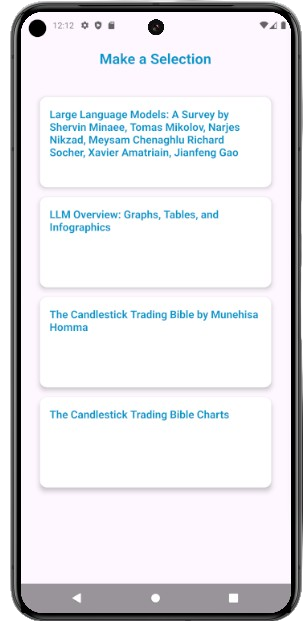 12:12
Make a Selection
Large Language Models: A Survey by
Shervin Minaee, Tomas Mikolov, Narjes
Nikzad, Meysam Chenaghlu Richard
Socher, Xavier Amatriain, Jianfeng Gao
LLM Overview: Graphs, Tables, and
Infographics
The Candlestick Trading Bible by Munehisa
Homma
The Candlestick Trading Bible Charts